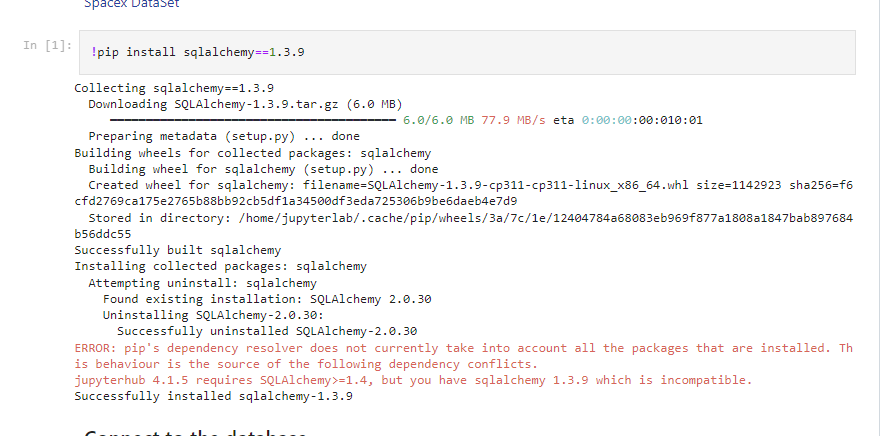 Spacex DataSet
In [1]:
!pip install sqlalchemy==1.3.9
Collecting sqlalchemy==1.3.9
Downloading SQLAlchemy-1.3.9.tar.gz (6.0 MB)
6.0/6.0 MB 77.9 MB/s eta 0:00:00:00:010:01
Preparing metadata (setup.py) ... done
Building wheels for collected packages: sqlalchemy
Building wheel for sqlalchemy (setup.py) ... done
Created wheel for sqlalchemy: filename=SQLAlchemy-1.3.9-cp311-cp311-linux_x86_64.whl size=1142923 sha256=f6
cfd2769ca175e2765b88bb92cb5df1a34500df3eda725306b9be6daeb4e7d9
Stored in directory: /home/jupyterlab/.cache/pip/wheels/3a/7c/1e/12404784a68083eb969f877a1808a1847bab897684
b56ddc55
Successfully built sqlalchemy
Installing collected packages: sqlalchemy
Attempting uninstall: sqlalchemy
Found existing installation: SQLAlchemy 2.0.30
Uninstalling SQLAlchemy-2.0.30:
Successfully uninstalled SQLAlchemy-2.0.30
ERROR: pip's dependency resolver does not currently take into account all the packages that are installed. Th
is behaviour is the source of the following dependency conflicts.
jupyterhub 4.1.5 requires SQLAlchemy>=1.4, but you have sqlalchemy 1.3.9 which is incompatible.
Successfully installed sqlalchemy-1.3.9
Connect to the database